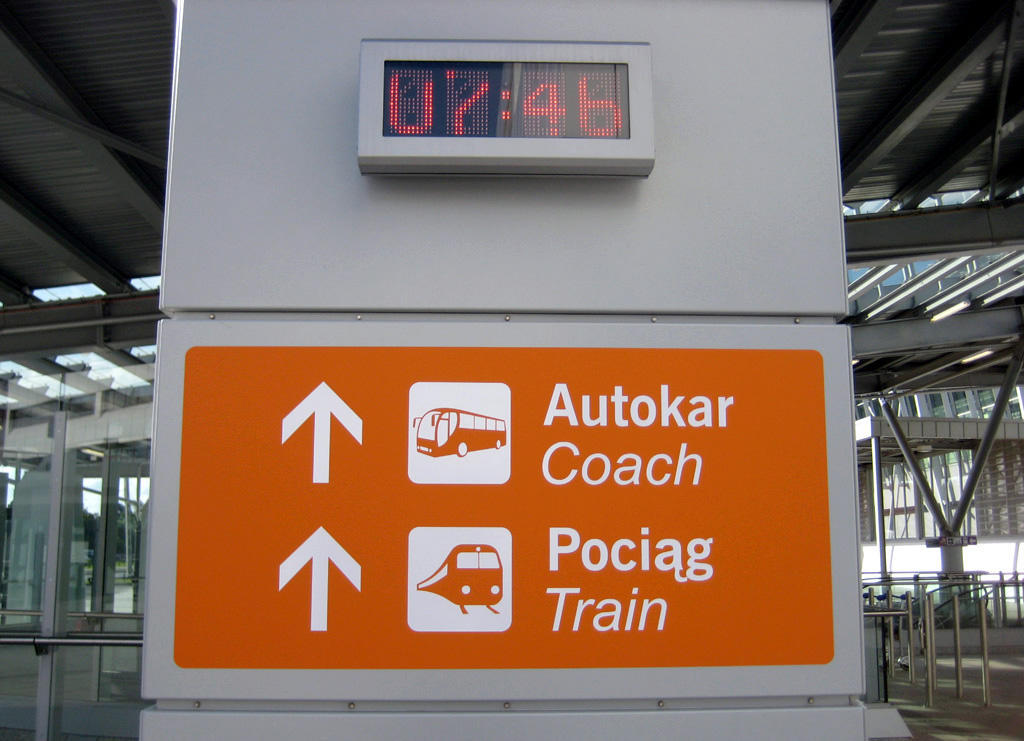 07:46
Autokar
Coach
Pociąg
Train